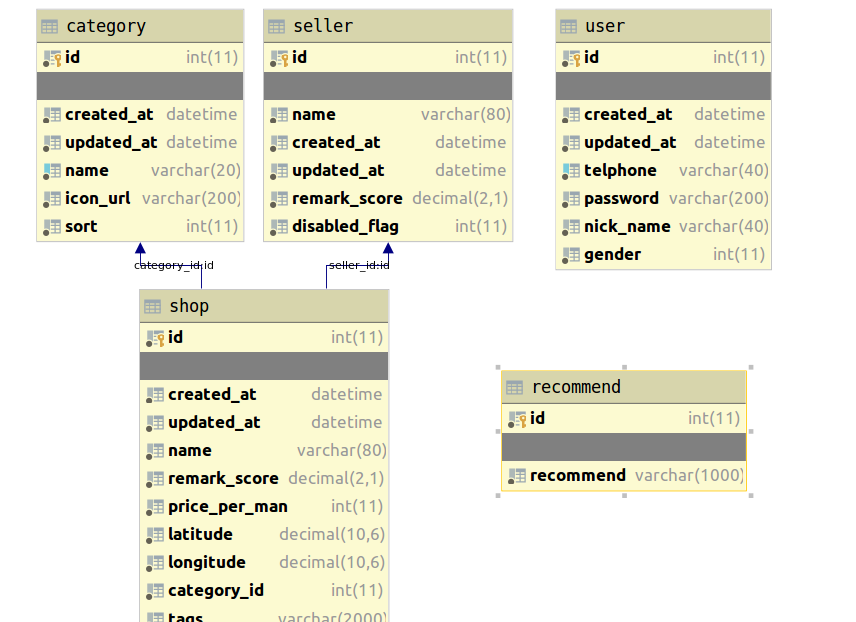 category
id int(11)
created_at datetime
updated_at datetime
name varchar(20)
icon_url varchar(200)
sort int(11)
seller
id int(11)
name varchar(80)
created_at datetime
updated_at datetime
remark_score decimal(2,1)
disabled_flag int(11)
user
id int(11)
created_at datetime
updated_at datetime
telphone varchar(40)
password varchar(200)
nick_name varchar(40)
gender int(11)
category_id:id
seller_id:id
shop
id int(11)
created_at datetime
updated_at datetime
name varchar(80)
remark_score decimal(2,1)
price_per_man int(11)
latitude decimal(10,6)
longitude decimal(10,6)
category_id int(11)
tags varchar(2000)
recommend
id int(11)
recommend varchar(1000)